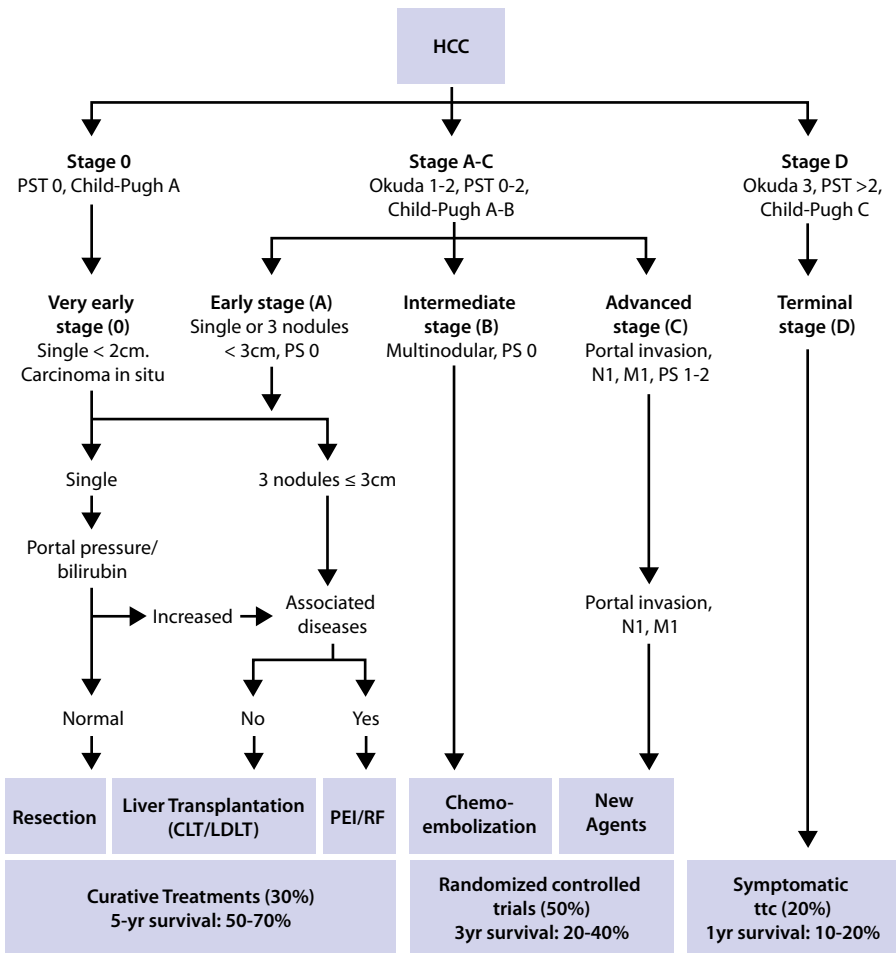 HCC
Stage 0
PST 0, Child-Pugh A
Stage A-C
Okuda 1-2, PST 0-2,
Child-Pugh A-B
Stage D
Okuda 3, PST >2,
Child-Pugh C
Very early
stage (0)
Single < 2cm.
Carcinoma in situ
Early stage (A)
Single or 3 nodules
< 3cm, PS 0
Intermediate
stage (B)
Multinodular, PS 0
Advanced
stage (C)
Portal invasion,
N1, M1, PS 1-2
Terminal
stage (D)
Single
3 nodules ≤ 3cm
Portal pressure/
bilirubin
Increased
Associated
diseases
Portal invasion,
N1, M1
Normal
No
Yes
Resection
Liver Transplantation
(CLT/LDLT)
PEI/RF
Chemo-
embolization
New
Agents
Curative Treatments (30%)
5-yr survival: 50-70%
Randomized controlled
trials (50%)
3yr survival: 20-40%
Symptomatic
ttc (20%)
1yr survival: 10-20%